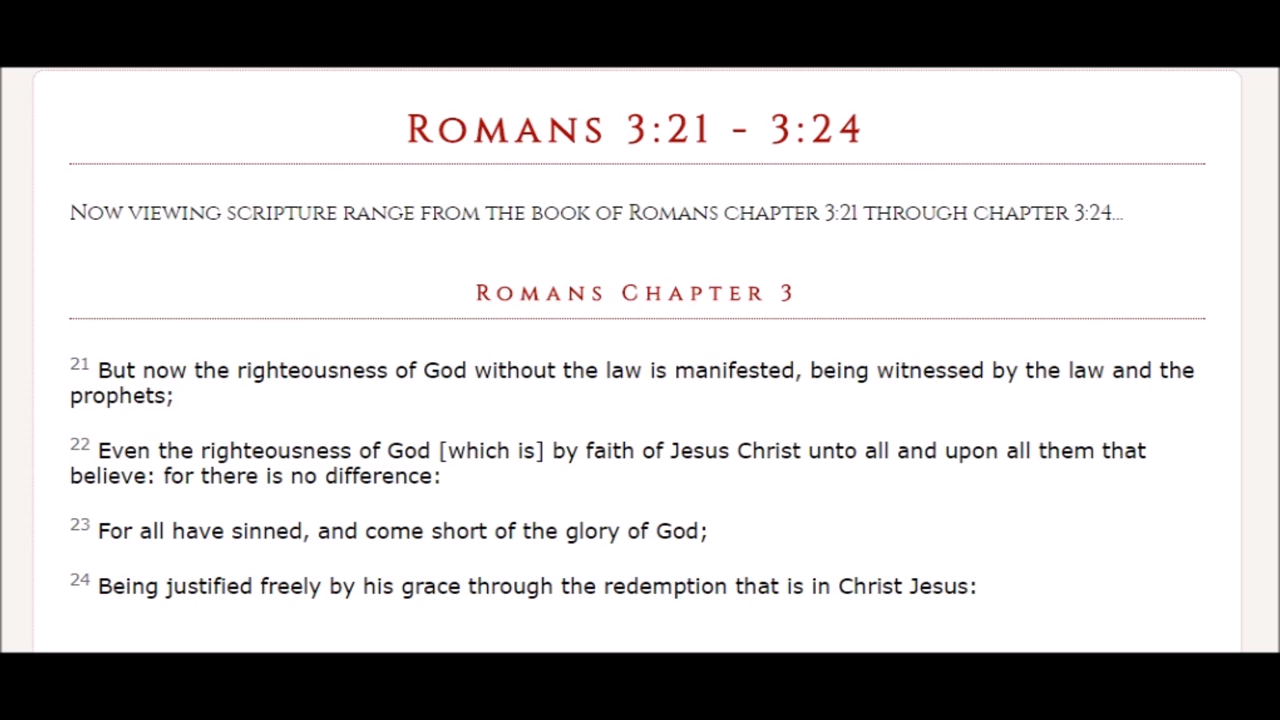 Romans 3:21 - 3:24
Now viewing scripture range from the book of Romans chapter 3:21 through chapter 3:24...
Romans Chapter 3
21 But now the righteousness of God without the law is manifested, being witnessed by the law and the
prophets;
22 Even the righteousness of God [which is] by faith of Jesus Christ unto all and upon all them that
believe: for there is no difference:
23 For all have sinned, and come short of the glory of God;
24 Being justified freely by his grace through the redemption that is in Christ Jesus: